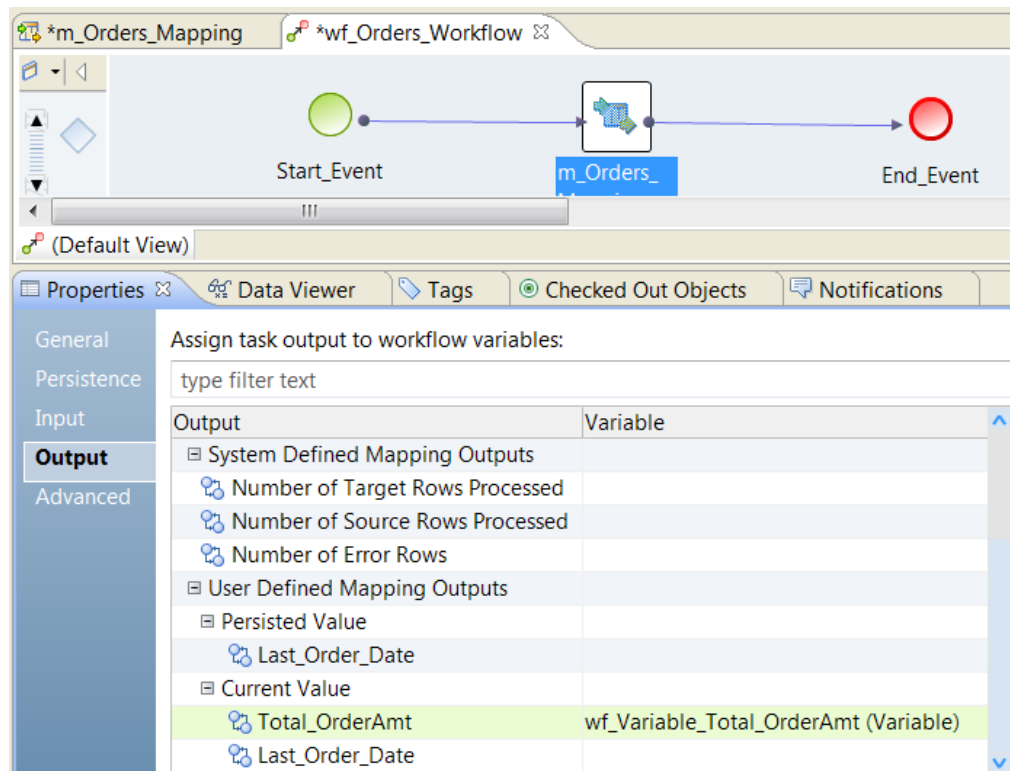 *m_Orders_Mapping *wf_Orders_Workflow
Start_Event
m_Orders_
End_Event
(Default View)
Properties Data Viewer Tags Checked Out Objects Notifications
General
Persistence
Input
Output
Advanced
Assign task output to workflow variables:
type filter text
Output Variable
System Defined Mapping Outputs
Number of Target Rows Processed
Number of Source Rows Processed
Number of Error Rows
User Defined Mapping Outputs
Persisted Value
Last_Order_Date
Current Value
Total_OrderAmt wf_Variable_Total_OrderAmt (Variable)
Last_Order_Date